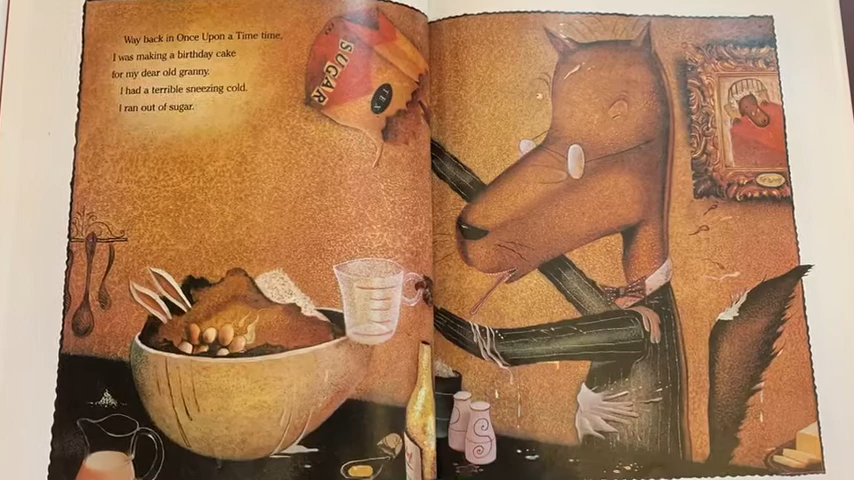 Way back in Once Upon a Time time,
I was making a birthday cake
for my dear old granny.
I had a terrible sneezing cold.
I ran out of sugar.
SUGAR